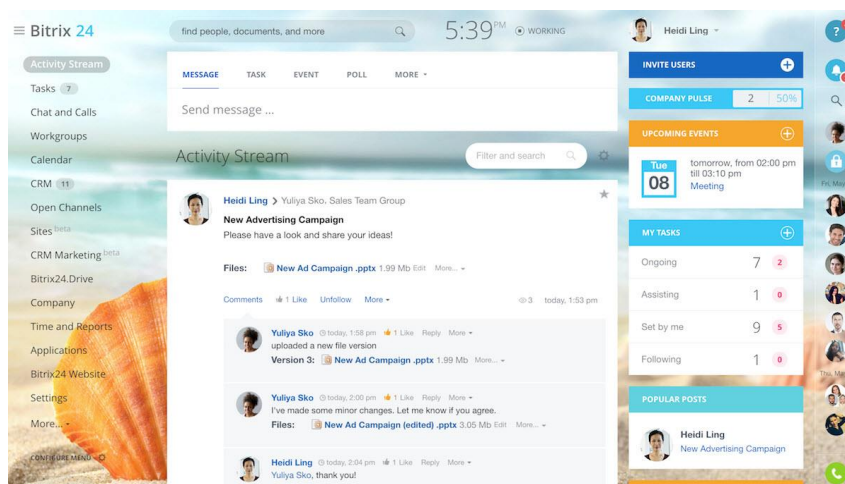 Bitrix 24
find people, documents, and more
5:39 PM
WORKING
Heidi Ling
?
Activity Stream
Tasks 7
Chat and Calls
Workgroups
Calendar
CRM 11
Open Channels
Sites beta
CRM Marketing beta
Bitrix24.Drive
Company
Time and Reports
Applications
Bitrix24 Website
Settings
More...
CONFIGURE MENU
MESSAGE TASK EVENT POLL MORE
Send message ...
Activity Stream
Filter and search
Heidi Ling > Yuliya Sko. Sales Team Group
New Advertising Campaign
Please have a look and share your ideas!
Files: New Ad Campaign .pptx 1.99 Mb Edit More...
Comments 1 Like Unfollow More 3 today, 1:53 pm
Yuliya Sko today, 1:58 pm 1 Like Reply More
uploaded a new file version
Version 3: New Ad Campaign .pptx 1.99 Mb More...
Yuliya Sko today, 2:00 pm 1 Like Reply More
I've made some minor changes. Let me know if you agree.
Files: New Ad Campaign (edited) .pptx 3.05 Mb Edit More...
Heidi Ling today, 2:04 pm 1 Like Reply More
Yuliya Sko, thank you!
INVITE USERS
COMPANY PULSE 2 50%
UPCOMING EVENTS
Tue
08
tomorrow, from 02:00 pm
till 03:10 pm
Meeting
MY TASKS
Ongoing 7 2
Assisting 1 0
Set by me 9 5
Following 1 0
POPULAR POSTS
Heidi Ling
New Advertising Campaign
Fri, May
Thu, Ma